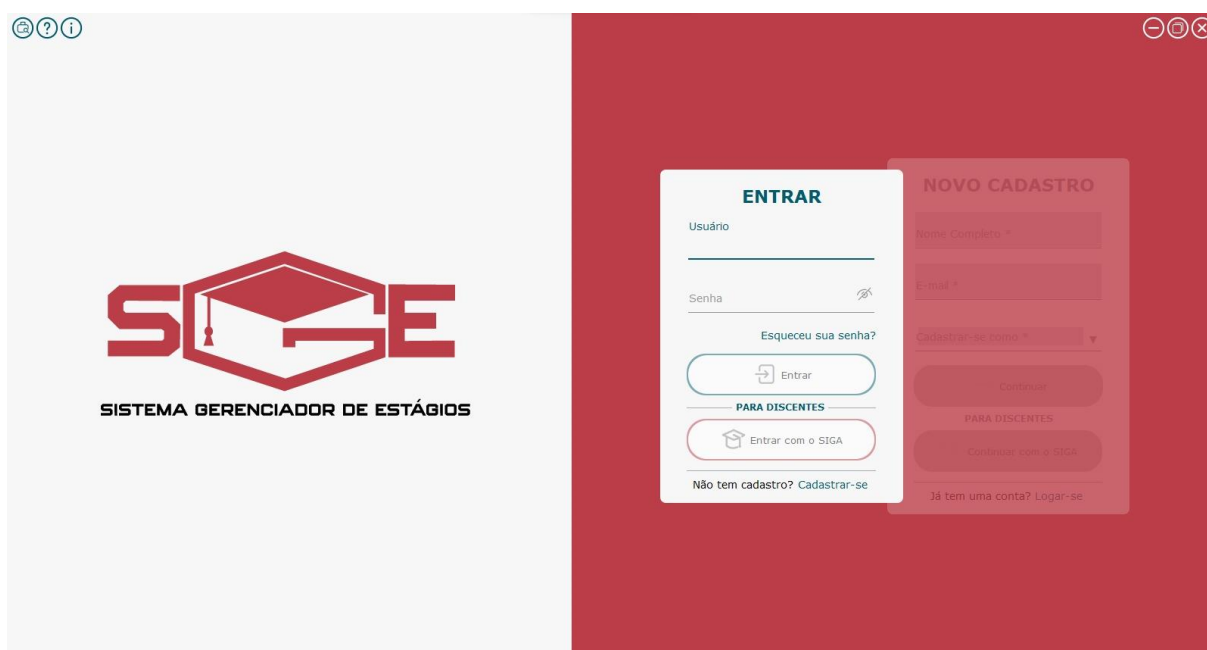 SIGE
SISTEMA GERENCIADOR DE ESTÁGIOS
ENTRAR
Usuário
Senha
Esqueceu sua senha?
Entrar
PARA DISCENTES
Entrar com o SIGA
Não tem cadastro? Cadastrar-se
NOVO CADASTRO
Nome Completo *
E-mail *
Cadastrar-se como *
Continuar
PARA DISCENTES
Continuar com o SIGA
Já tem uma conta? Logar-se